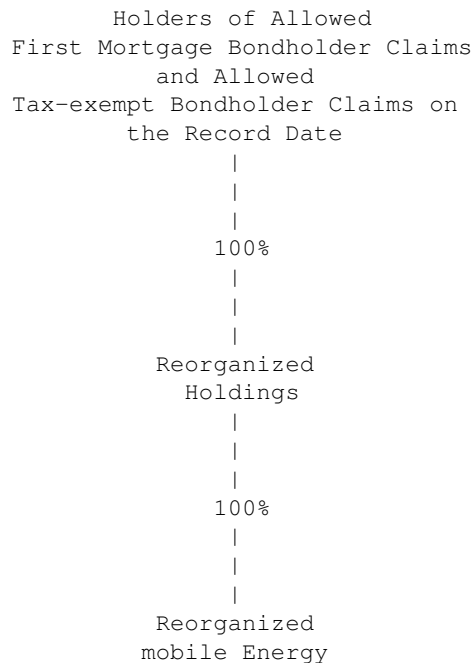 Holders of Allowed
First Mortgage Bondholder Claims
and Allowed
Tax-exempt Bondholder Claims on
the Record Date
|
|
|
100%
|
|
|
Reorganized
Holdings
|
|
|
100%
|
|
|
Reorganized
mobile Energy